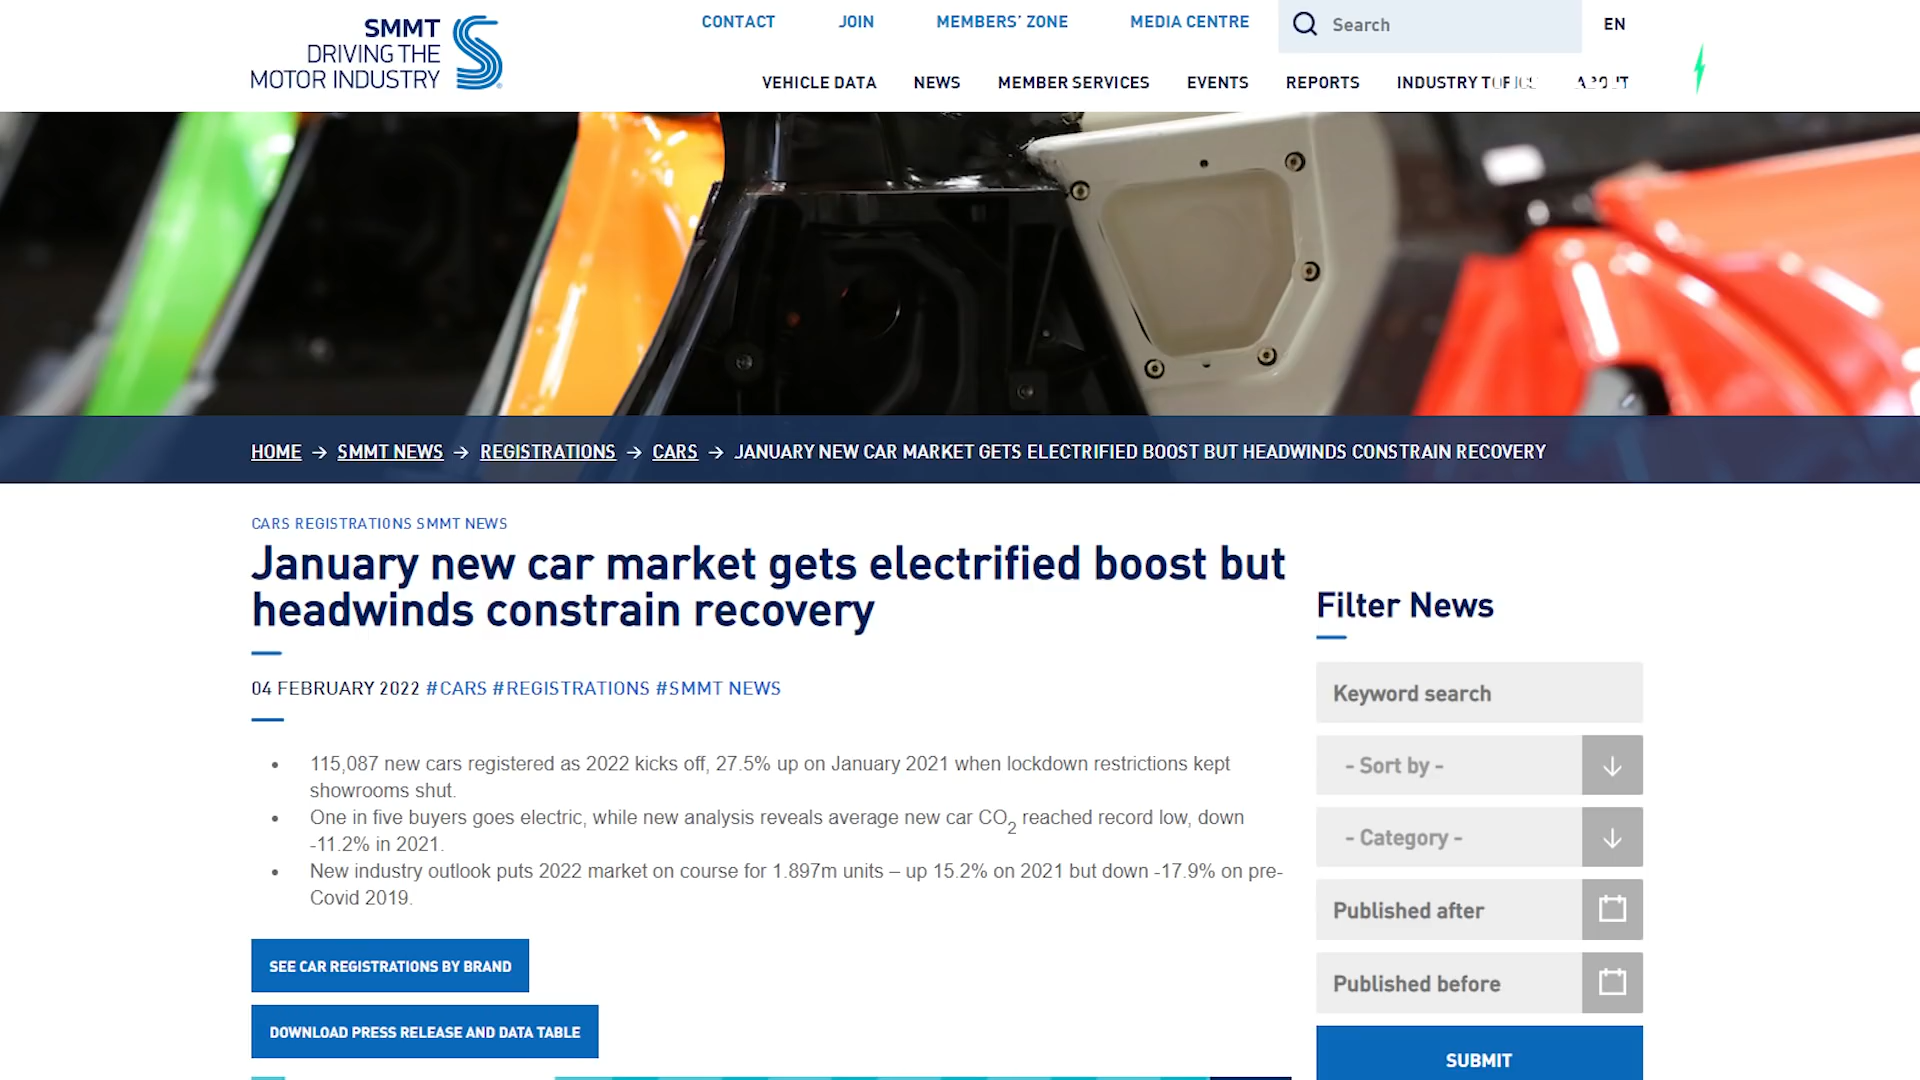 SMMT
DRIVING THE
MOTOR INDUSTRY
CONTACT JOIN MEMBERS' ZONE MEDIA CENTRE
Search
EN
VEHICLE DATA NEWS MEMBER SERVICES EVENTS REPORTS INDUSTRY TOPICS ABOUT
HOME → SMMT NEWS → REGISTRATIONS → CARS → JANUARY NEW CAR MARKET GETS ELECTRIFIED BOOST BUT HEADWINDS CONSTRAIN RECOVERY
CARS REGISTRATIONS SMMT NEWS
January new car market gets electrified boost but
headwinds constrain recovery
04 FEBRUARY 2022 #CARS #REGISTRATIONS #SMMT NEWS
• 115,087 new cars registered as 2022 kicks off, 27.5% up on January 2021 when lockdown restrictions kept
showrooms shut.
• One in five buyers goes electric, while new analysis reveals average new car CO2 reached record low, down
-11.2% in 2021.
• New industry outlook puts 2022 market on course for 1.897m units – up 15.2% on 2021 but down -17.9% on pre-
Covid 2019.
SEE CAR REGISTRATIONS BY BRAND
DOWNLOAD PRESS RELEASE AND DATA TABLE
Filter News
Keyword search
- Sort by -
- Category -
Published after
Published before
SUBMIT